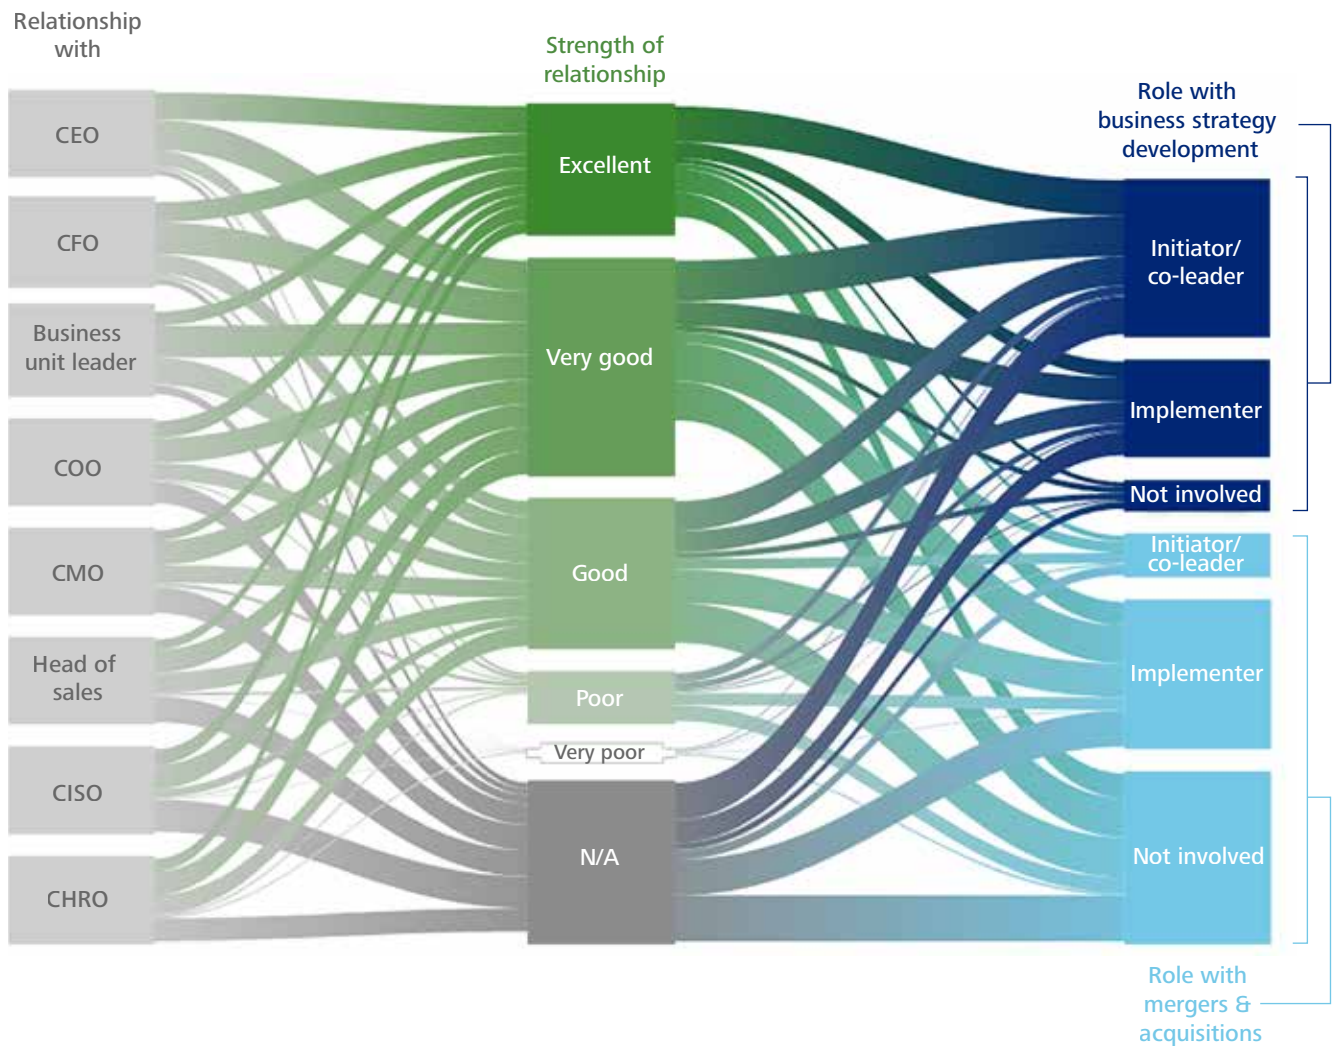 Relationship
with
CEO
CFO
Business
unit leader
COO
CMO
Head of
sales
CISO
CHRO
Strength of
relationship
Excellent
Very good
Good
Poor
Very poor
N/A
Role with
business strategy
development
Initiator/
co-leader
Implementer
Not involved
Initiator/
co-leader
Implementer
Not involved
Role with
mergers &
acquisitions